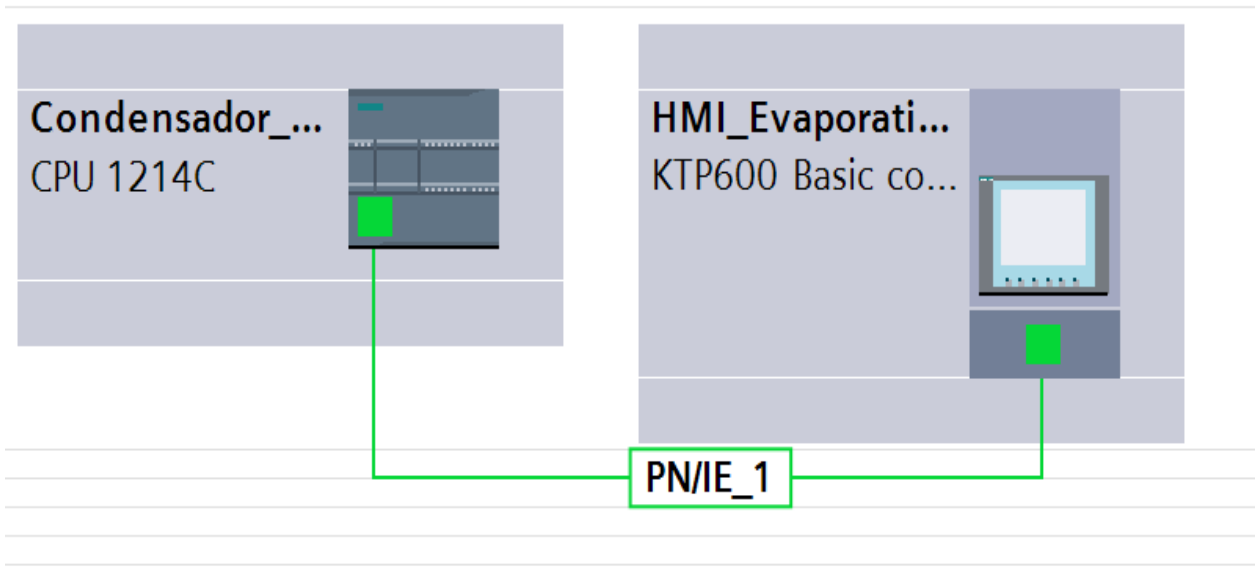 Condensador_...
CPU 1214C
HMI_Evaporati...
KTP600 Basic co...
PN/IE_1